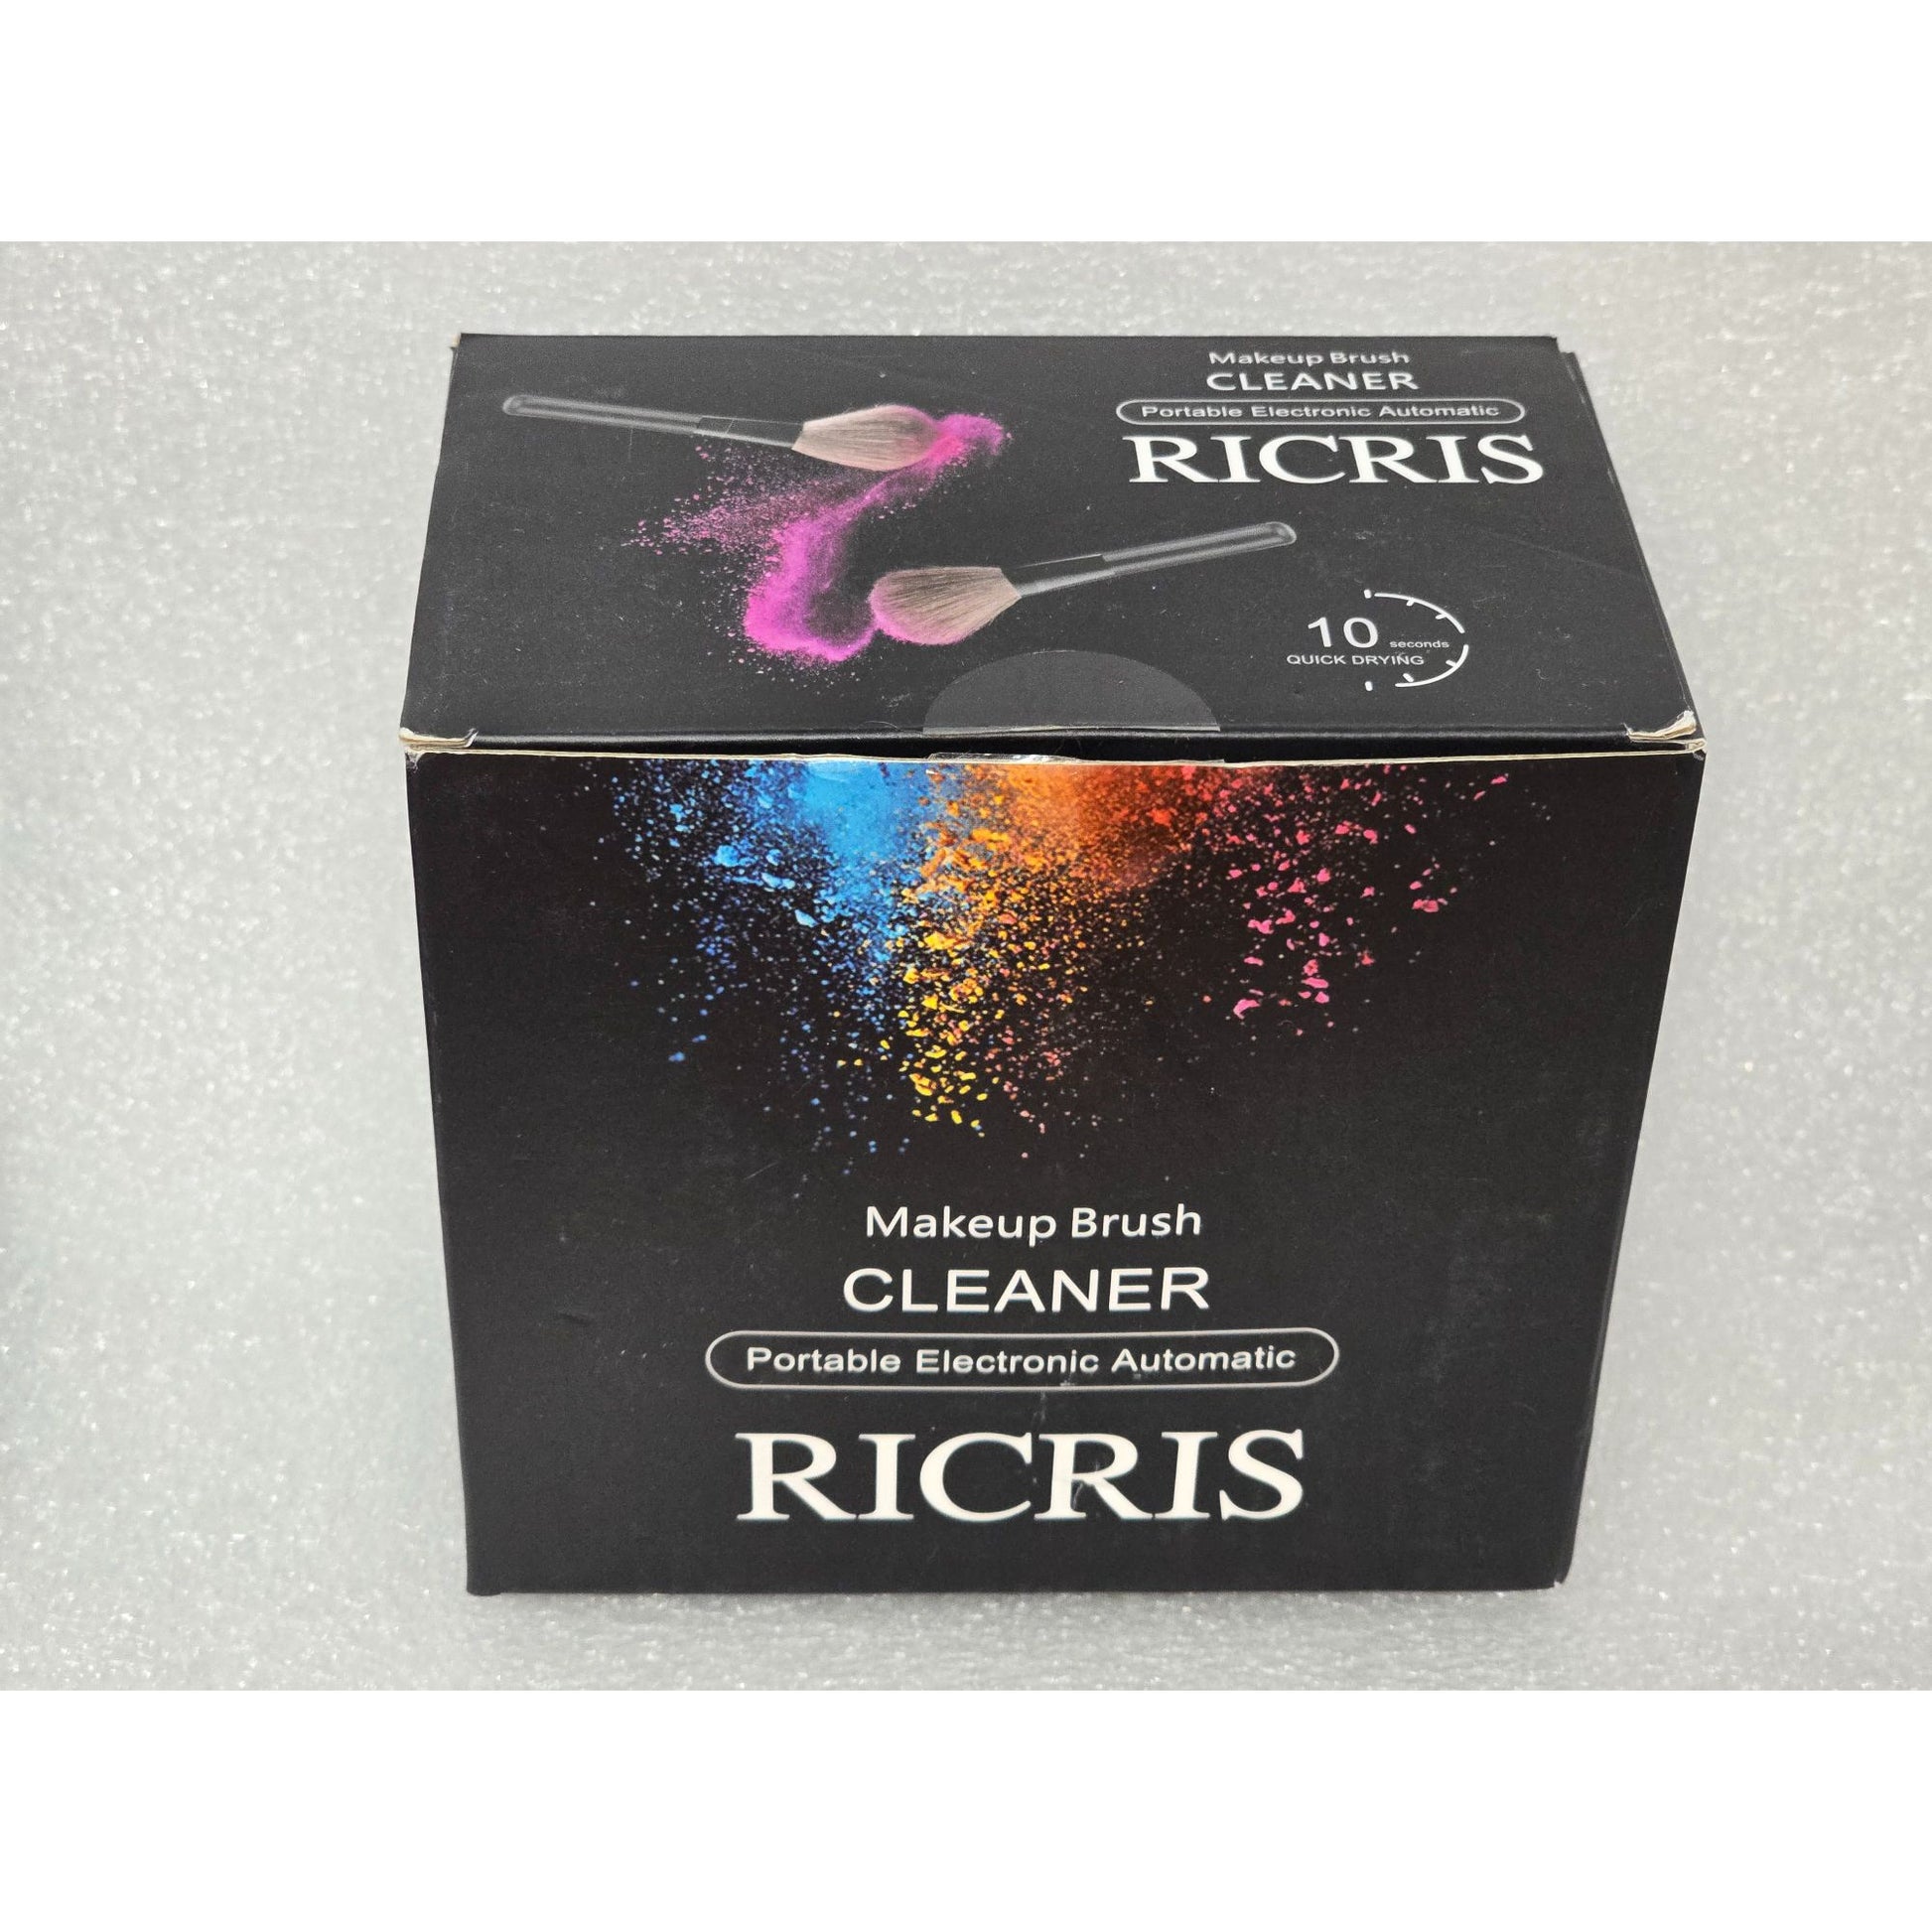 Makeup Brush
CLEANER
Portable Electronic Automatic
RICRIS
10 seconds
QUICK DRYING
Makeup Brush
CLEANER
Portable Electronic Automatic
RICRIS